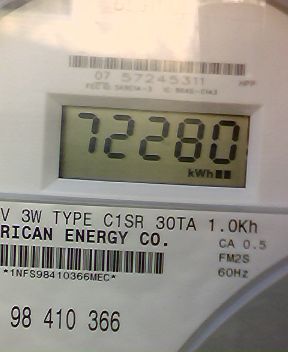 07 57245311
72280
kWh
V 3W TYPE C1SR 30TA 1.0Kh
RICAN ENERGY CO.
CA 0.5
FM2S
*1NFS98410366MEC*
60Hz
98 410 366